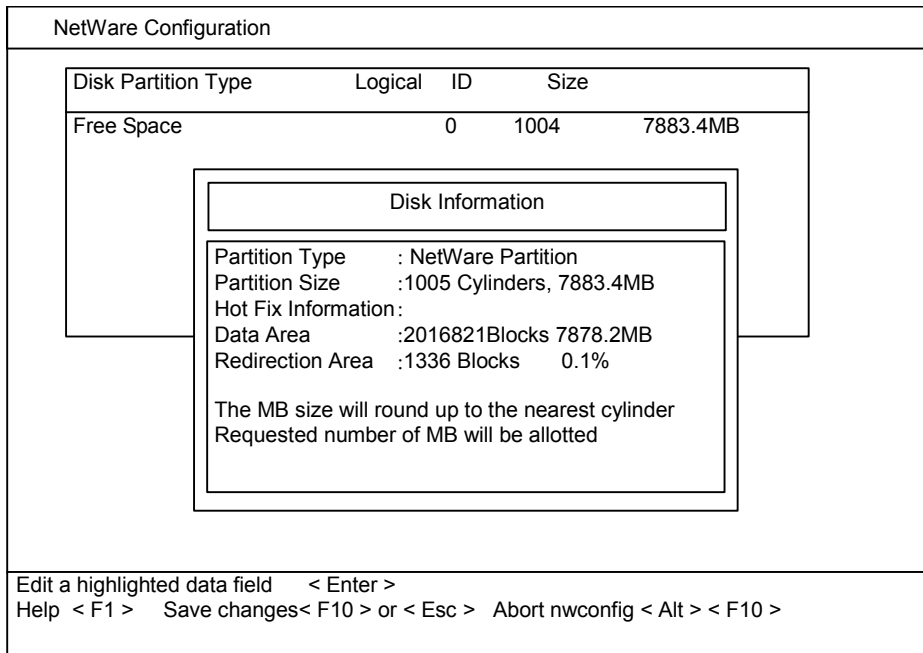 NetWare Configuration
Disk Partition Type Logical ID Size
Free Space 0 1004 7883.4MB
Disk Information
Partition Type : NetWare Partition
Partition Size :1005 Cylinders, 7883.4MB
Hot Fix Information:
Data Area :2016821Blocks 7878.2MB
Redirection Area :1336 Blocks 0.1%
The MB size will round up to the nearest cylinder
Requested number of MB will be allotted
Edit a highlighted data field < Enter >
Help < F1 > Save changes< F10 > or < Esc > Abort nwconfig < Alt > < F10 >